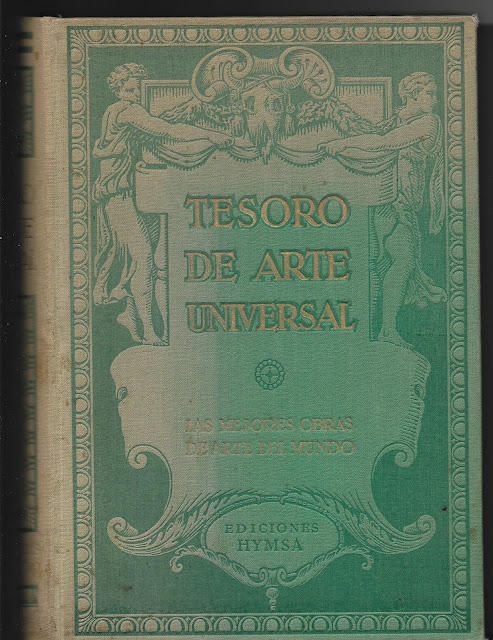 TESORO
DE ARTE
UNIVERSAL
LAS MEJORES OBRAS
DE ARTE DEL MUNDO
EDICIONES
HYMSA